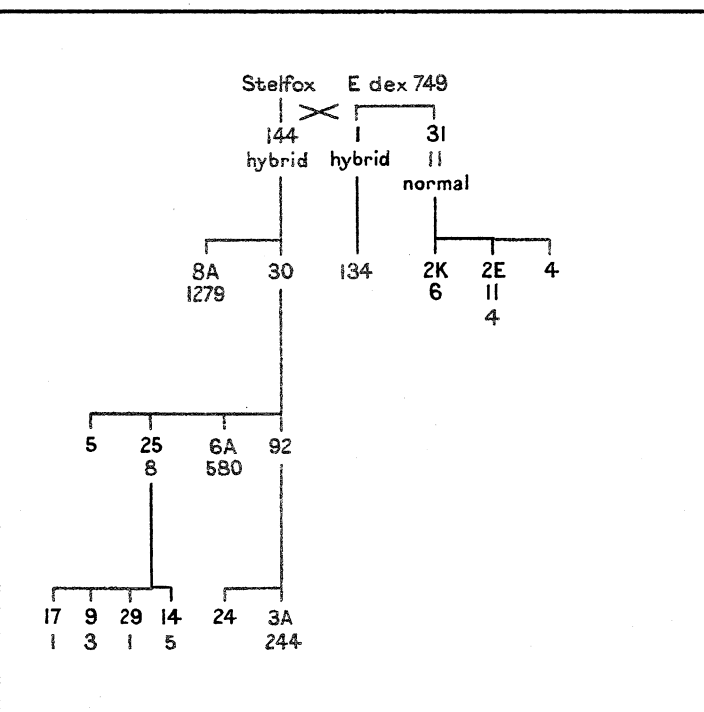 Stelfox E dex 749
144 1 31
hybrid hybrid 11
normal
8A 30 134 2K 2E 4
1279 6 11
4
5 25 6A 92
8 580
17 9 29 14 24 3A
1 3 1 5 244